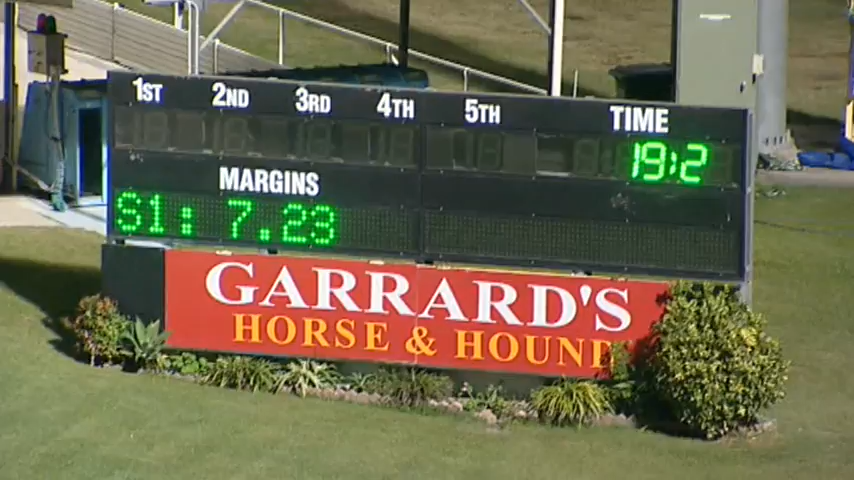 1ST 2ND 3RD 4TH 5TH TIME
19:2
MARGINS
S1: 7.23
GARRARD'S
HORSE & HOUND